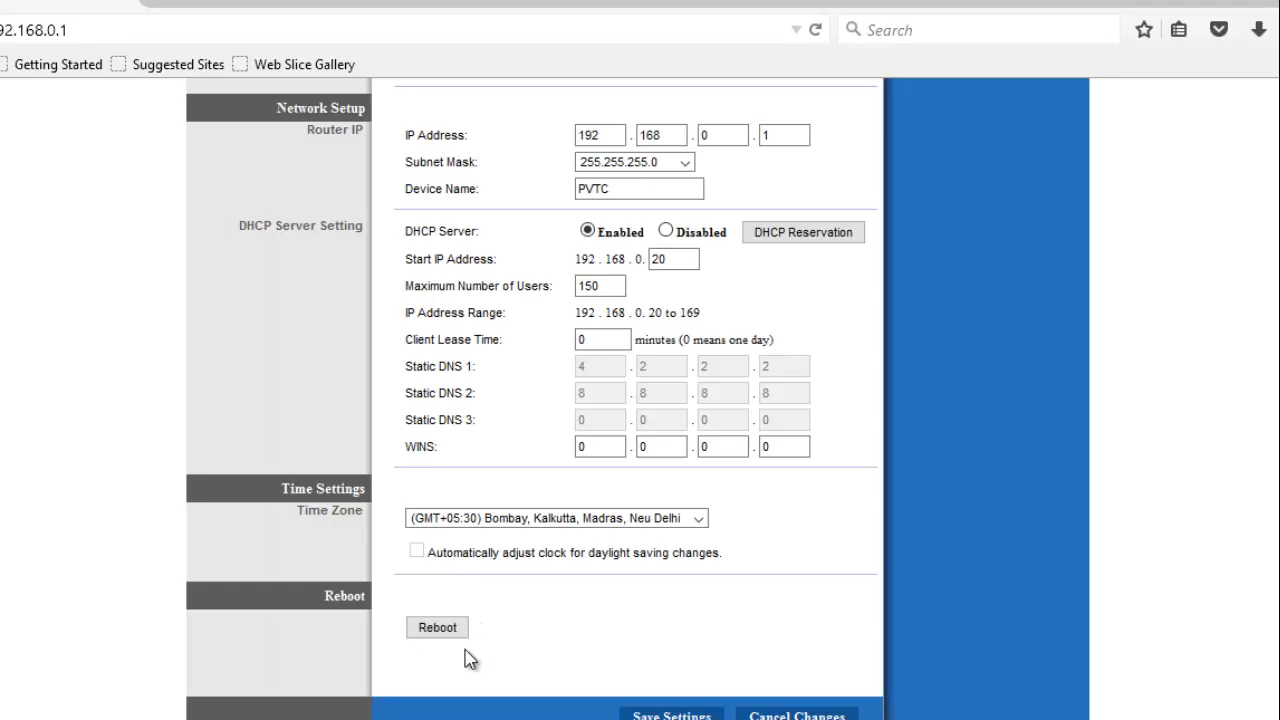 92.168.0.1
Search
Getting Started Suggested Sites Web Slice Gallery
Network Setup
Router IP
IP Address: 192 . 168 . 0 . 1
Subnet Mask: 255.255.255.0
Device Name: PVTC
DHCP Server Setting
DHCP Server: Enabled Disabled DHCP Reservation
Start IP Address: 192 . 168 . 0. 20
Maximum Number of Users: 150
IP Address Range: 192 . 168 . 0. 20 to 169
Client Lease Time: 0 minutes (0 means one day)
Static DNS 1: 4 . 2 . 2 . 2
Static DNS 2: 8 . 8 . 8 . 8
Static DNS 3: 0 . 0 . 0 . 0
WINS: 0 . 0 . 0 . 0
Time Settings
Time Zone
(GMT+05:30) Bombay, Kalkutta, Madras, Neu Delhi
Automatically adjust clock for daylight saving changes.
Reboot
Reboot
Save Settings Cancel Changes